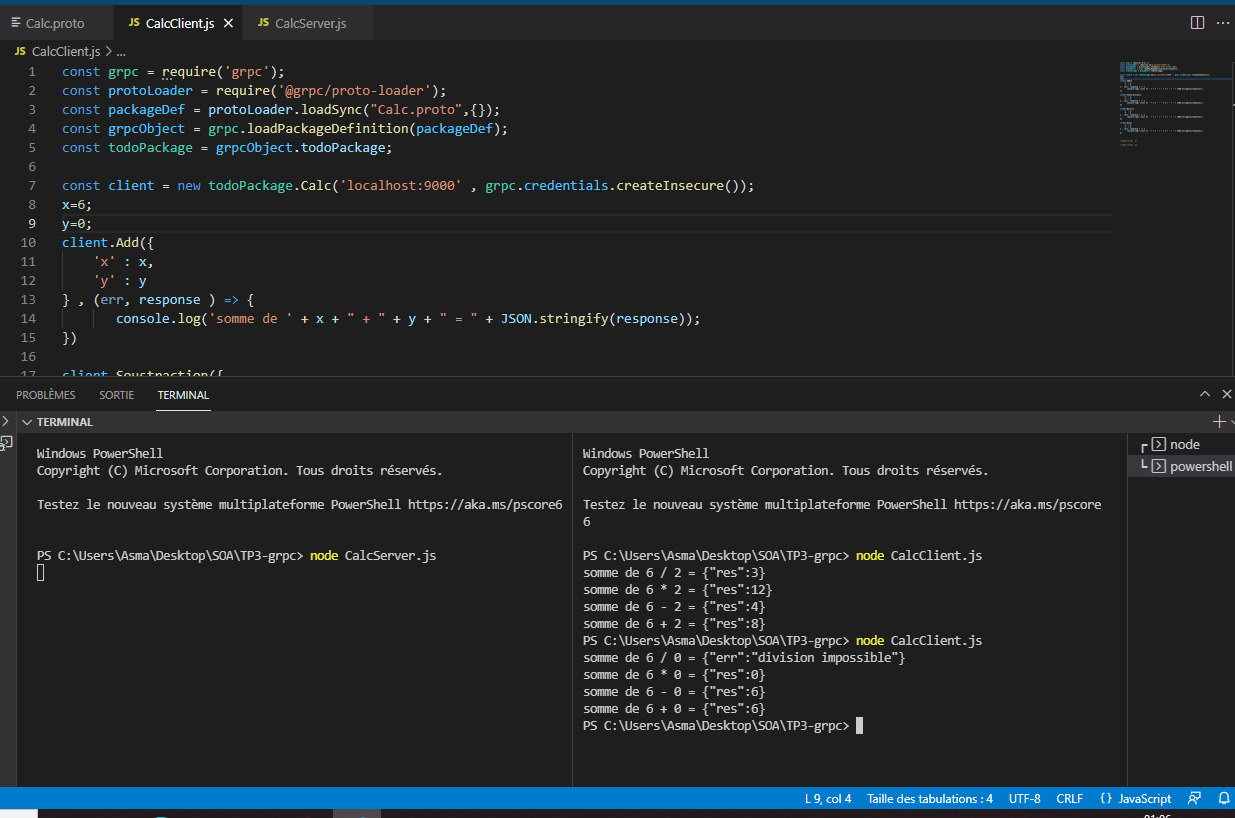 Calc.proto
JS CalcClient.js
JS CalcServer.js
JS CalcClient.js > ...
1 const grpc = require('grpc');
2 const protoLoader = require('@grpc/proto-loader');
3 const packageDef = protoLoader.loadSync("Calc.proto",{});
4 const grpcObject = grpc.loadPackageDefinition(packageDef);
5 const todoPackage = grpcObject.todoPackage;
6
7 const client = new todoPackage.Calc('localhost:9000' , grpc.credentials.createInsecure());
8 x=6;
9 y=0;
10 client.Add({
11 'x' : x,
12 'y' : y
13 } , (err, response ) => {
14 console.log('somme de ' + x + " + " + y + " = " + JSON.stringify(response));
15 })
16
17 client.Soustraction({
PROBLÈMES SORTIE TERMINAL
TERMINAL
Windows PowerShell
Copyright (C) Microsoft Corporation. Tous droits réservés.
Testez le nouveau système multiplateforme PowerShell https://aka.ms/pscore6
PS C:\Users\Asma\Desktop\SOA\TP3-grpc> node CalcServer.js
Windows PowerShell
Copyright (C) Microsoft Corporation. Tous droits réservés.
Testez le nouveau système multiplateforme PowerShell https://aka.ms/pscore
6
PS C:\Users\Asma\Desktop\SOA\TP3-grpc> node CalcClient.js
somme de 6 / 2 = {"res":3}
somme de 6 * 2 = {"res":12}
somme de 6 - 2 = {"res":4}
somme de 6 + 2 = {"res":8}
PS C:\Users\Asma\Desktop\SOA\TP3-grpc> node CalcClient.js
somme de 6 / 0 = {"err":"division impossible"}
somme de 6 * 0 = {"res":0}
somme de 6 - 0 = {"res":6}
somme de 6 + 0 = {"res":6}
PS C:\Users\Asma\Desktop\SOA\TP3-grpc>
node
powershell
L 9, col 4 Taille des tabulations : 4 UTF-8 CRLF {} JavaScript